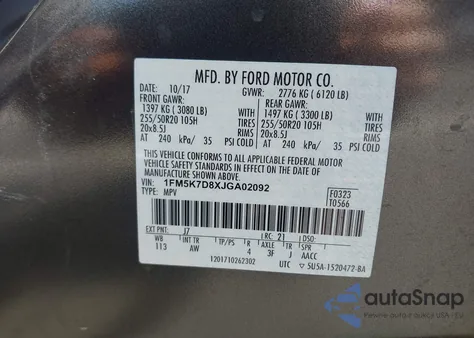 MFD. BY FORD MOTOR CO.
DATE: 10/17 GVWR: 2776 KG ( 6120 LB)
FRONT GAWR: REAR GAWR:
1397 KG ( 3080 LB) 1497 KG ( 3300 LB)
255/50R20 105H TIRES 255/50R20 105H TIRES
20x8.5J RIMS 20x8.5J RIMS
AT 240 kPa/ 35 PSI COLD AT 240 kPa/ 35 PSI COLD
THIS VEHICLE CONFORMS TO ALL APPLICABLE FEDERAL MOTOR
VEHICLE SAFETY STANDARDS IN EFFECT ON THE DATE OF
MANUFACTURE SHOWN ABOVE.
VIN: 1FM5K7D8XJGA02092
TYPE: MPV
F0323
T0566
EXT PNT: J7 RC: 21 DSO:
WB INT TR TP/PS R AXLE TR SPR
113 AW 4 3F J AACC
1201710262302 UTC 5U5A-1520472-BA
autoSnap